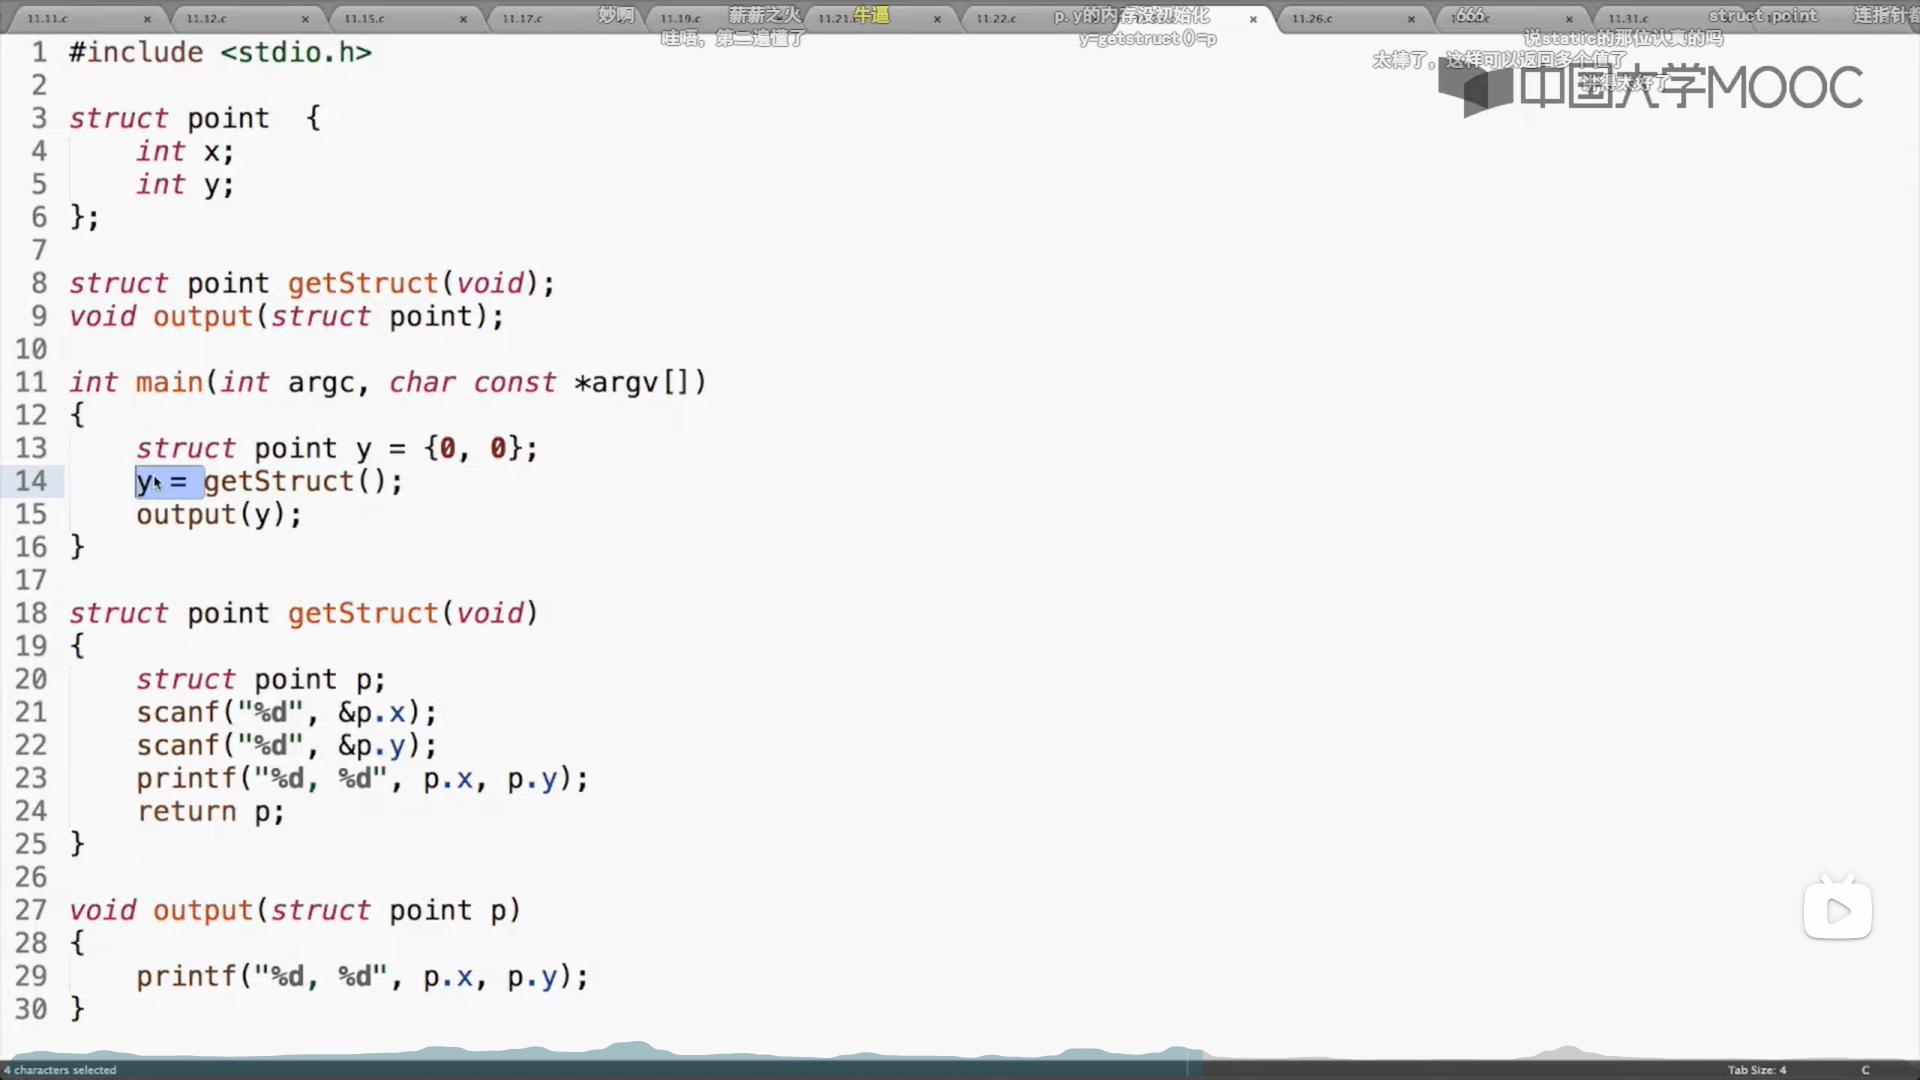 11.11.c
11.12.c
11.15.c
11.17.c
妙啊
11.19.c
薪薪之火
11.21.c
牛逼
11.22.c
p.y的内存没初始化
11.26.c
666
11.31.c
struct point
哇唔，第二遍懂了
y=getstruct()=p
说static的那位认真的吗
太棒了，这样可以返回多个值了
讲得太好了
中国大学MOOC
1 #include <stdio.h>
2
3 struct point  {
4     int x;
5     int y;
6 };
7
8 struct point getStruct(void);
9 void output(struct point);
10
11 int main(int argc, char const *argv[])
12 {
13     struct point y = {0, 0};
14     y = getStruct();
15     output(y);
16 }
17
18 struct point getStruct(void)
19 {
20     struct point p;
21     scanf("%d", &p.x);
22     scanf("%d", &p.y);
23     printf("%d, %d", p.x, p.y);
24     return p;
25 }
26
27 void output(struct point p)
28 {
29     printf("%d, %d", p.x, p.y);
30 }
4 characters selected
Tab Size: 4
C